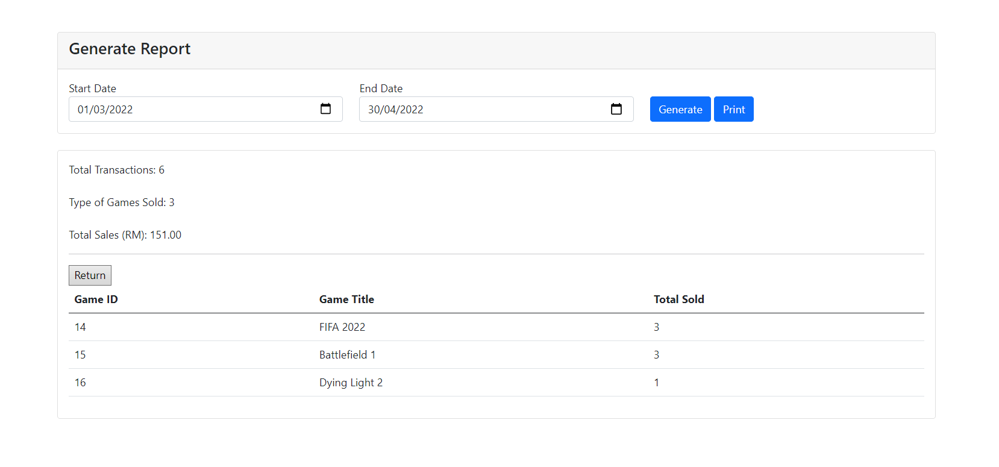 Generate Report
Start Date End Date
01/03/2022 30/04/2022 Generate Print
Total Transactions: 6
Type of Games Sold: 3
Total Sales (RM): 151.00
Return
Game ID Game Title Total Sold
14 FIFA 2022 3
15 Battlefield 1 3
16 Dying Light 2 1